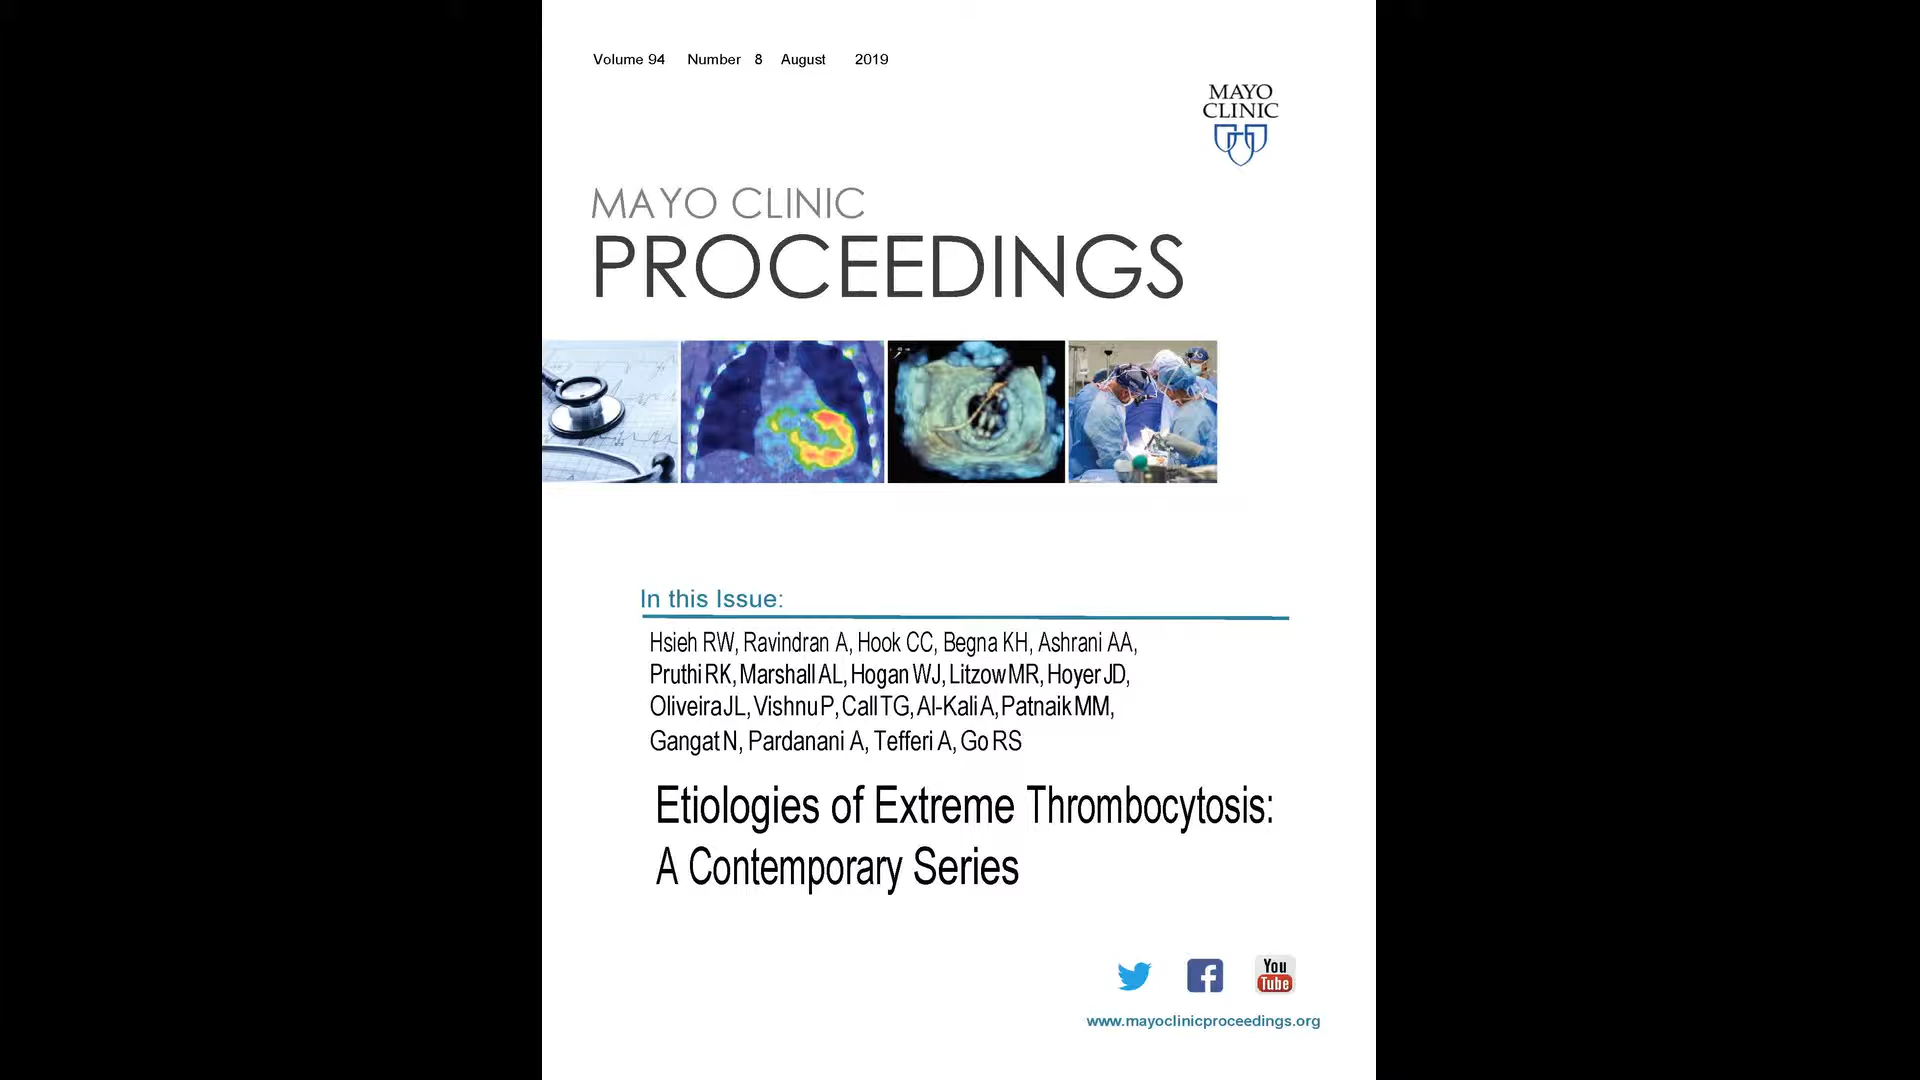 Volume 94 Number 8 August 2019
MAYO
CLINIC
MAYO CLINIC
PROCEEDINGS
In this Issue:
Hsieh RW, Ravindran A, Hook CC, Begna KH, Ashrani AA,
Pruthi RK, Marshall AL, Hogan WJ, Litzow MR, Hoyer JD,
Oliveira JL, Vishnu P, Call TG, Al-Kali A, Patnaik MM,
Gangat N, Pardanani A, Tefferi A, Go RS
Etiologies of Extreme Thrombocytosis:
A Contemporary Series
You
Tube
www.mayoclinicproceedings.org